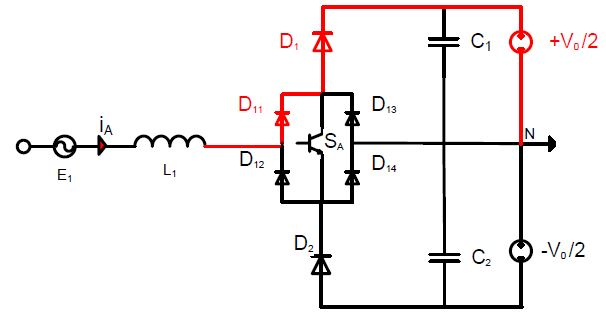 D₁
C₁
+V₀/2
D₁₁
D₁₃
iA
SA
N
D₁₂
D₁₄
E₁
L₁
D₂
C₂
-V₀/2